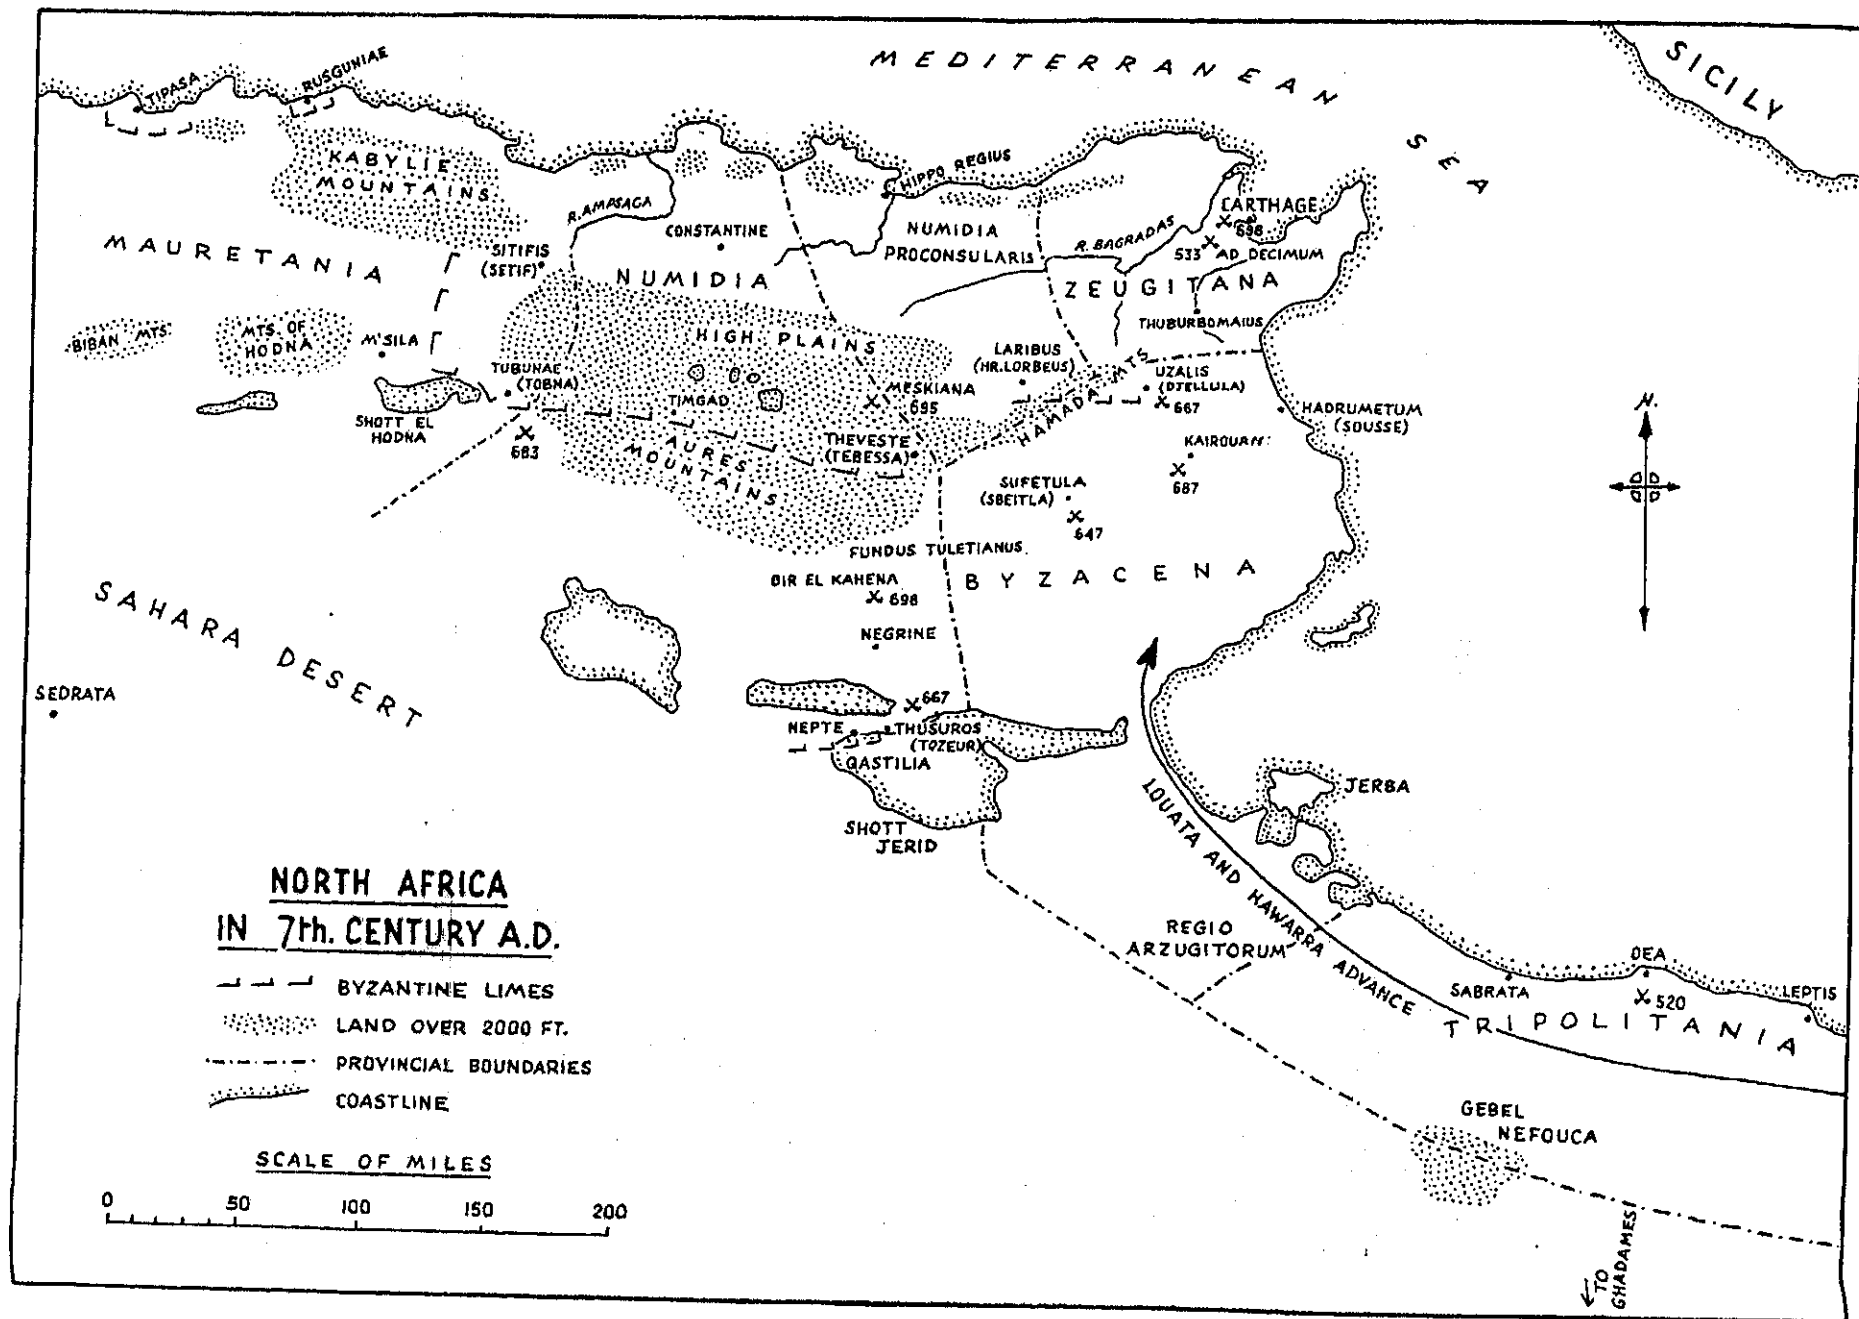 MEDITERRANEAN SEA
SICILY
TIPASA
RUSGUNIAE
KABYLIE
MOUNTAINS
HIPPO REGIUS
R. AMPSAGA
CONSTANTINE
NUMIDIA
PROCONSULARIS
R. BAGRADAS
CARTHAGE
698
533
AD DECIMUM
MAURETANIA
SITIFIS
(SETIF)
NUMIDIA
ZEUGITANA
THUBURBOMAIUS
BIBAN MTS.
MTS. OF
HODNA
M'SILA
HIGH PLAINS
LARIBUS
(HR. LORBEUS)
HAMADA MTS
UZALIS
(DJELLULA)
667
TUBUNAE
(TOBNA)
TIMGAD
MESKIANA
695
SHOTT EL
HODNA
683
AURES
MOUNTAINS
THEVESTE
(TEBESSA)
HADRUMETUM
(SOUSSE)
KAIROUAN
687
SUFETULA
(SBEITLA)
647
N.
FUNDUS TULETIANUS.
BYZACENA
BIR EL KAHENA
698
NEGRINE
SAHARA DESERT
SEDRATA
667
NEPTE
THUSUROS
(TOZEUR)
QASTILIA
SHOTT
JERID
JERBA
LOUATA AND HAWARRA ADVANCE
REGIO
ARZUGITORUM
SABRATA
OEA
520
LEPTIS
TRIPOLITANIA
GEBEL
NEFOUCA
TO
GHADAMES
NORTH AFRICA
IN 7th. CENTURY A.D.
BYZANTINE LIMES
LAND OVER 2000 FT.
PROVINCIAL BOUNDARIES
COASTLINE
SCALE OF MILES
0 50 100 150 200